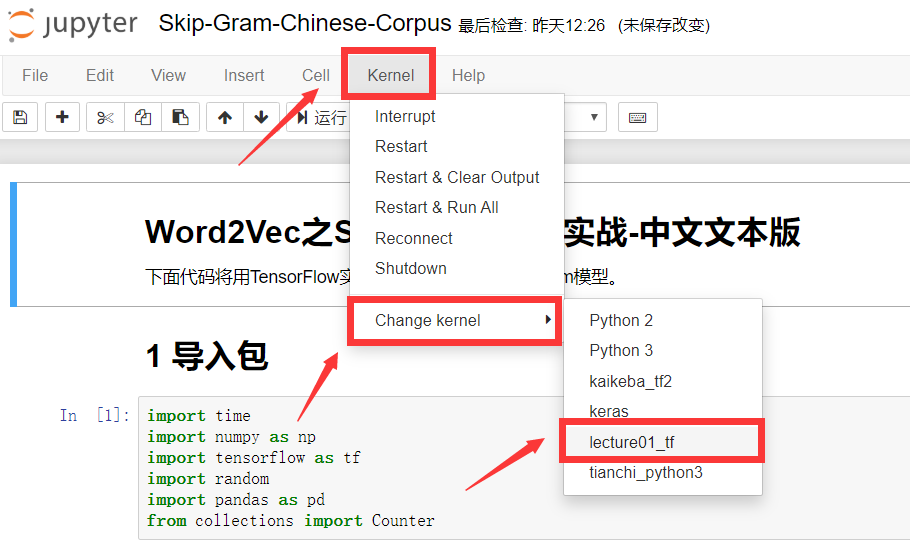 jupyter Skip-Gram-Chinese-Corpus 最后检查: 昨天12:26 (未保存改变)
File Edit View Insert Cell Kernel Help
运行
Interrupt
Restart
Restart & Clear Output
Restart & Run All
Reconnect
Shutdown
Change kernel
Python 2
Python 3
kaikeba_tf2
keras
lecture01_tf
tianchi_python3
Word2Vec之S 实战-中文文本版
下面代码将用TensorFlow实 m模型。
1 导入包
In [1]:
import time
import numpy as np
import tensorflow as tf
import random
import pandas as pd
from collections import Counter